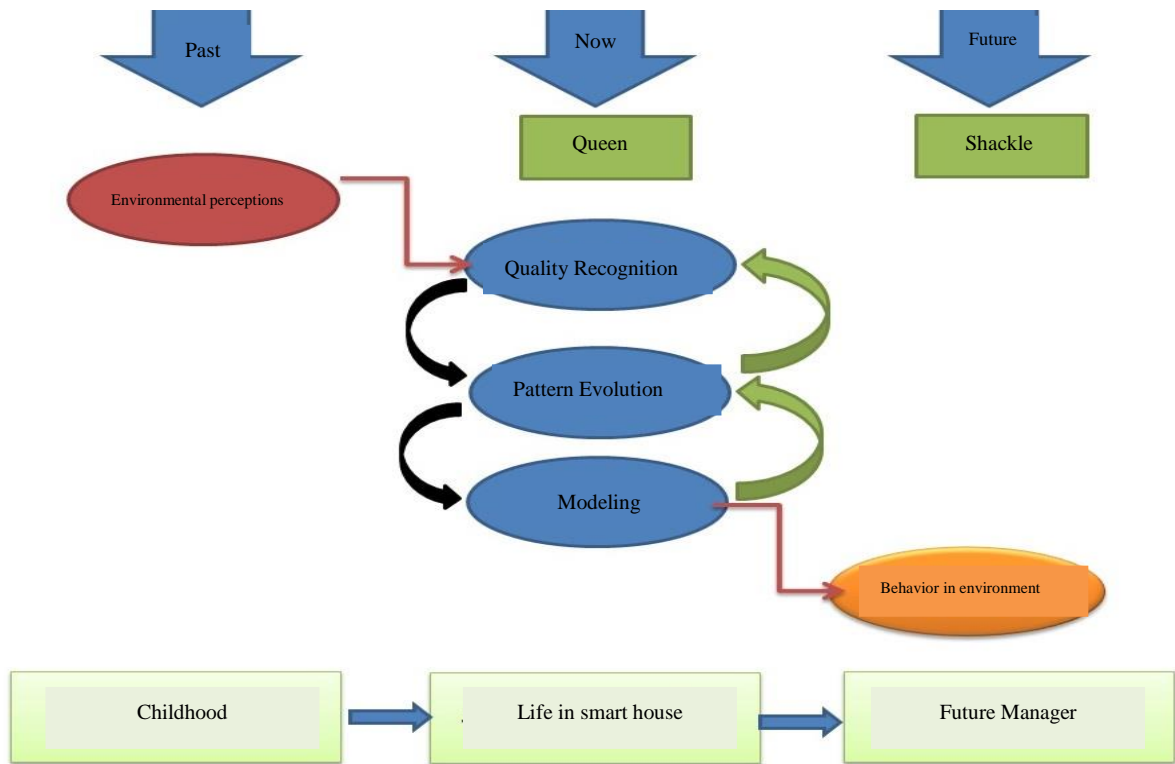 Past
Now
Future
Queen
Shackle
Environmental perceptions
Quality Recognition
Pattern Evolution
Modeling
Behavior in environment
Childhood
Life in smart house
Future Manager